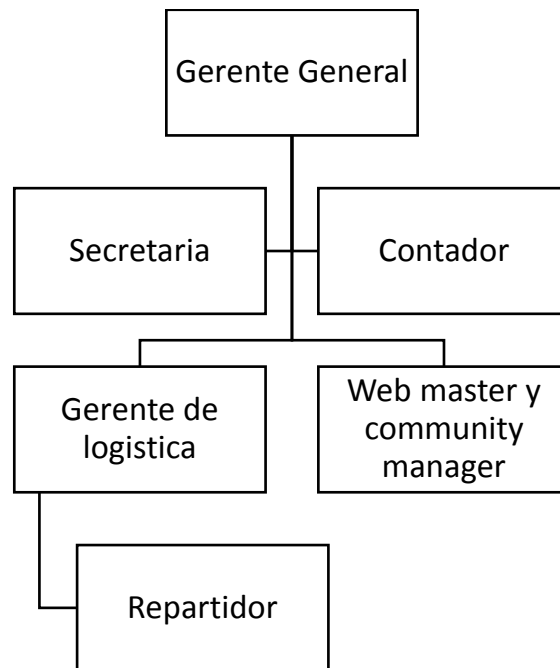 Gerente General
Secretaria
Contador
Gerente de
logistica
Web master y
community
manager
Repartidor